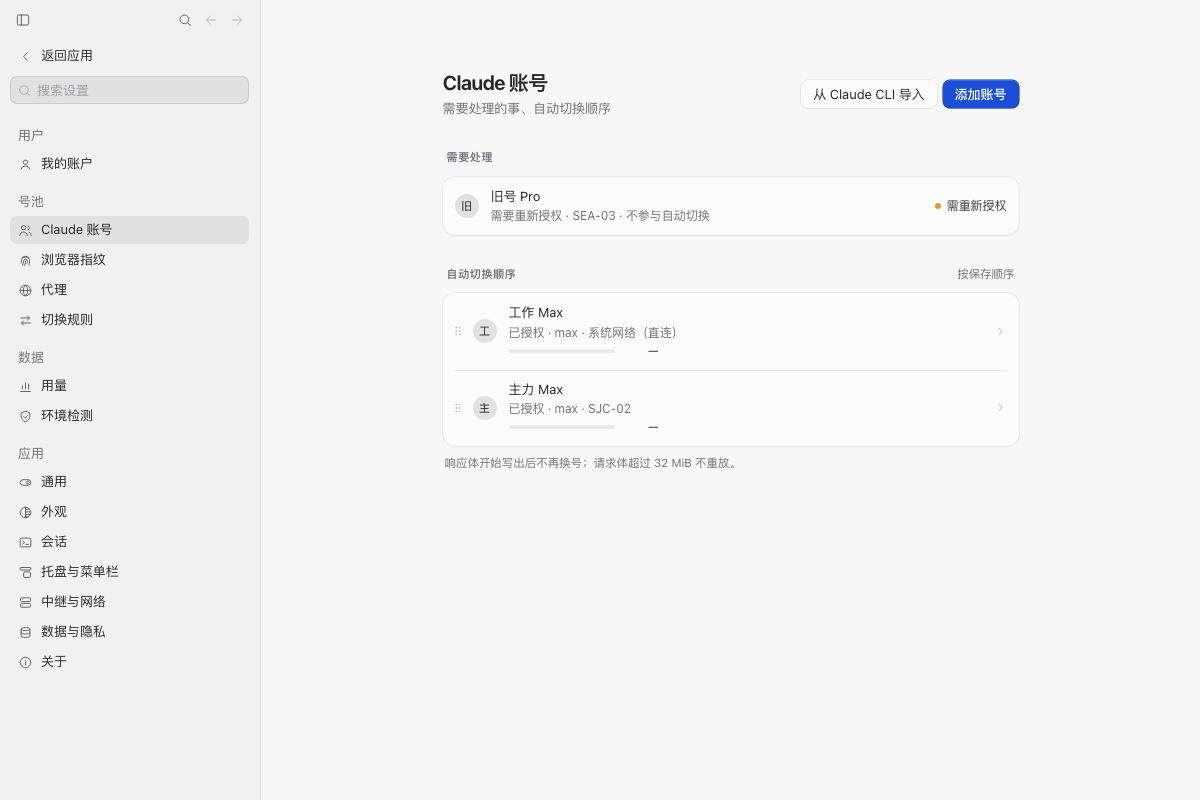 返回应用
搜索设置
用户
我的账户
号池
Claude 账号
浏览器指纹
代理
切换规则
数据
用量
环境检测
应用
通用
外观
会话
托盘与菜单栏
中继与网络
数据与隐私
关于
Claude 账号
需要处理的事、自动切换顺序
从 Claude CLI 导入
添加账号
需要处理
旧
旧号 Pro
需要重新授权 · SEA-03 · 不参与自动切换
需重新授权
自动切换顺序
按保存顺序
工
工作 Max
已授权 · max · 系统网络（直连）
—
主
主力 Max
已授权 · max · SJC-02
—
响应体开始写出后不再换号；请求体超过 32 MiB 不重放。